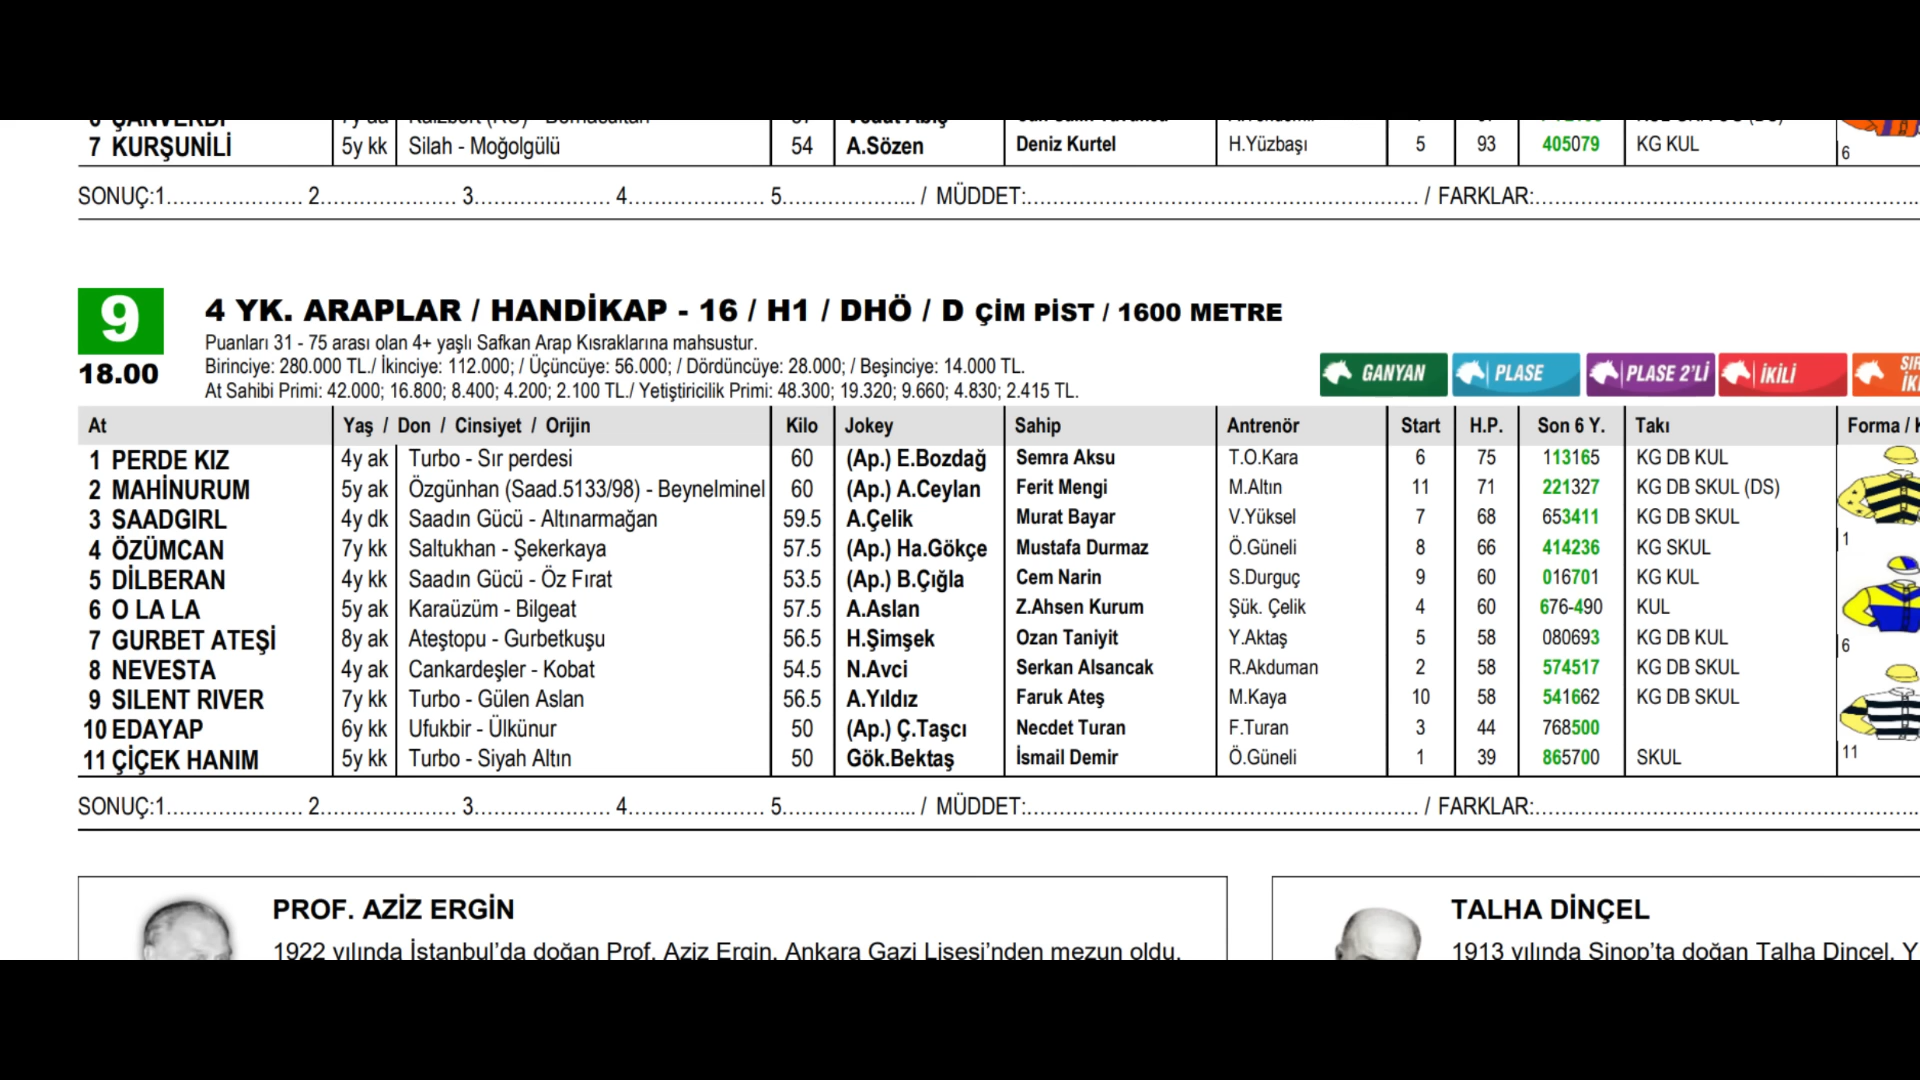 7 KURŞUNİLİ 5y kk Silah - Moğolgülü 54 A.Sözen Deniz Kurtel H.Yüzbaşı 5 93 405079 KG KUL
6
SONUÇ:1..................... 2..................... 3..................... 4..................... 5..................... / MÜDDET:............................................................... / FARKLAR:...............................................................
9
18.00
4 YK. ARAPLAR / HANDİKAP - 16 / H1 / DHÖ / D ÇİM PİST / 1600 METRE
Puanları 31 - 75 arası olan 4+ yaşlı Safkan Arap Kısraklarına mahsustur.
Birinciye: 280.000 TL./ İkinciye: 112.000; / Üçüncüye: 56.000; / Dördüncüye: 28.000; / Beşinciye: 14.000 TL.
At Sahibi Primi: 42.000; 16.800; 8.400; 4.200; 2.100 TL./ Yetiştiricilik Primi: 48.300; 19.320; 9.660; 4.830; 2.415 TL.
GANYAN PLASE PLASE 2'Lİ İKİLİ
At Yaş / Don / Cinsiyet / Orijin Kilo Jokey Sahip Antrenör Start H.P. Son 6 Y. Takı Forma /
1 PERDE KIZ 4y ak Turbo - Sır perdesi 60 (Ap.) E.Bozdağ Semra Aksu T.O.Kara 6 75 113165 KG DB KUL
2 MAHİNURUM 5y ak Özgünhan (Saad.5133/98) - Beynelminel 60 (Ap.) A.Ceylan Ferit Mengi M.Altın 11 71 221327 KG DB SKUL (DS)
3 SAADGIRL 4y dk Saadın Gücü - Altınarmağan 59.5 A.Çelik Murat Bayar V.Yüksel 7 68 653411 KG DB SKUL
4 ÖZÜMCAN 7y kk Saltukhan - Şekerkaya 57.5 (Ap.) Ha.Gökçe Mustafa Durmaz Ö.Güneli 8 66 414236 KG SKUL
1
5 DİLBERAN 4y kk Saadın Gücü - Öz Fırat 53.5 (Ap.) B.Çığla Cem Narin S.Durguç 9 60 016701 KG KUL
6 O LA LA 5y ak Karaüzüm - Bilgeat 57.5 A.Aslan Z.Ahsen Kurum Şük. Çelik 4 60 676-490 KUL
7 GURBET ATEŞİ 8y ak Ateştopu - Gurbetkuşu 56.5 H.Şimşek Ozan Taniyit Y.Aktaş 5 58 080693 KG DB KUL
6
8 NEVESTA 4y ak Cankardeşler - Kobat 54.5 N.Avci Serkan Alsancak R.Akduman 2 58 574517 KG DB SKUL
9 SILENT RIVER 7y kk Turbo - Gülen Aslan 56.5 A.Yıldız Faruk Ateş M.Kaya 10 58 541662 KG DB SKUL
10 EDAYAP 6y kk Ufukbir - Ülkünur 50 (Ap.) Ç.Taşcı Necdet Turan F.Turan 3 44 768500
11 ÇİÇEK HANIM 5y kk Turbo - Siyah Altın 50 Gök.Bektaş İsmail Demir Ö.Güneli 1 39 865700 SKUL
11
SONUÇ:1..................... 2..................... 3..................... 4..................... 5..................... / MÜDDET:............................................................... / FARKLAR:...............................................................
PROF. AZİZ ERGİN
1922 yılında İstanbul'da doğan Prof. Aziz Ergin, Ankara Gazi Lisesi'nden mezun oldu.
TALHA DİNÇEL
1913 yılında Sinop'ta doğan Talha Dinçel, Y